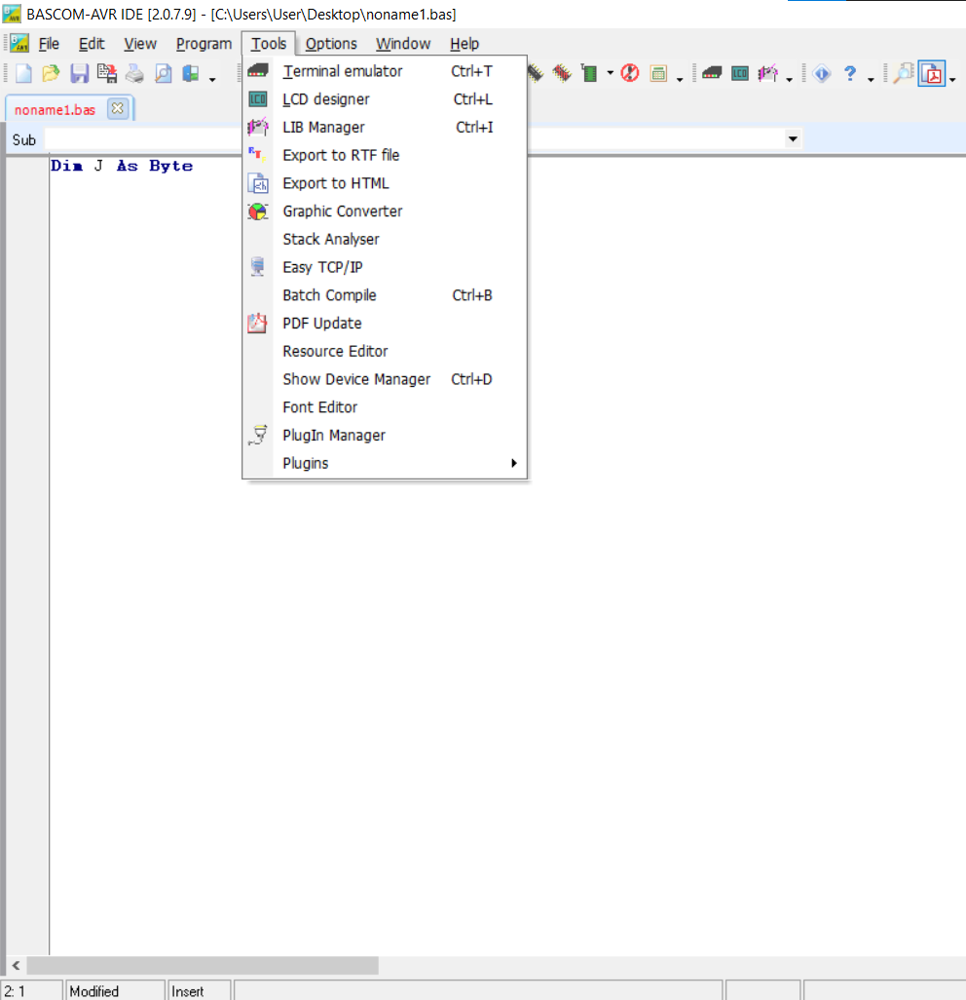 BASCOM-AVR IDE [2.0.7.9] - [C:\Users\User\Desktop\noname1.bas]
File Edit View Program Tools Options Window Help
noname1.bas
Sub
Dim J As Byte
Terminal emulator Ctrl+T
LCD designer Ctrl+L
LIB Manager Ctrl+I
Export to RTF file
Export to HTML
Graphic Converter
Stack Analyser
Easy TCP/IP
Batch Compile Ctrl+B
PDF Update
Resource Editor
Show Device Manager Ctrl+D
Font Editor
PlugIn Manager
Plugins
2: 1 Modified Insert